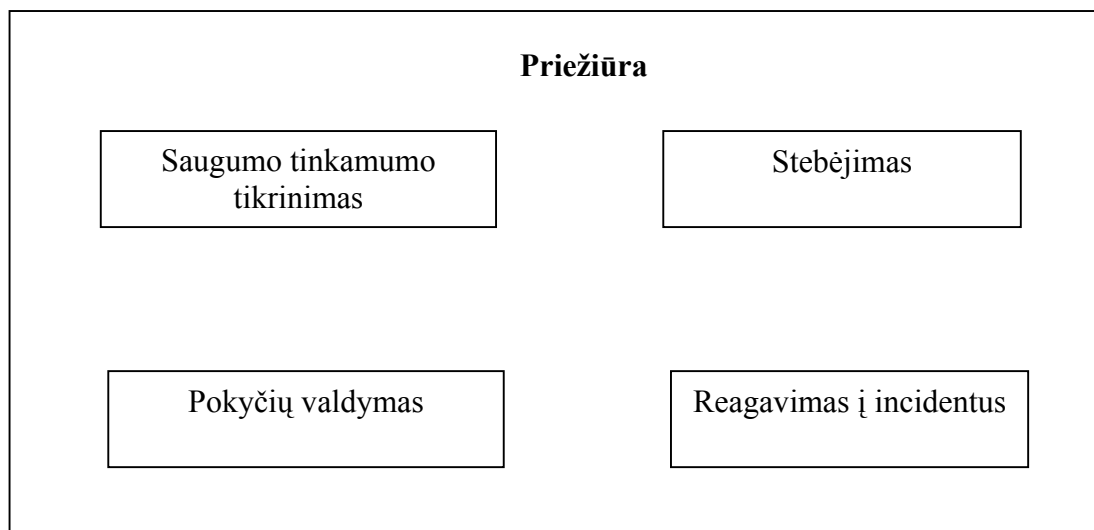 Priežiūra
Saugumo tinkamumo
tikrinimas
Stebėjimas
Pokyčių valdymas
Reagavimas į incidentus